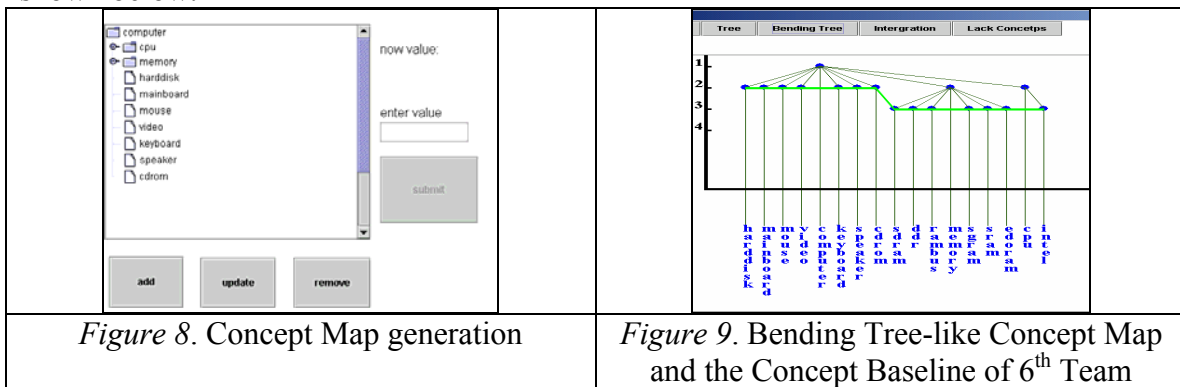 computer
cpu
memory
harddisk
mainboard
mouse
video
keyboard
speaker
cdrom
now value:
enter value
submit
add
update
remove
Tree
Bending Tree
Intergration
Lack Concetps
1
2
3
4
harddisk
mainboard
mouse
video
computer
keyboard
speaker
cdrom
sdram
ddr
rambus
memory
sgram
sram
edoram
cpu
intel
Figure 8. Concept Map generation
Figure 9. Bending Tree-like Concept Map
and the Concept Baseline of 6th Team